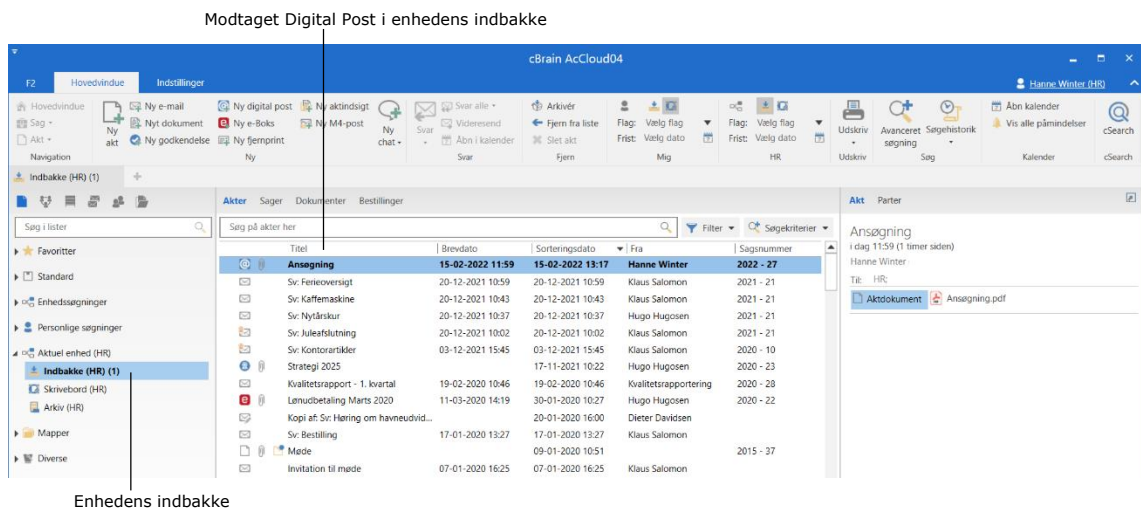 Modtaget Digital Post i enhedens indbakke
cBrain AcCloud04
F2 Hovedvindue Indstillinger Hanne Winter (HR)
Hovedvindue
Sag
Akt
Navigation
Ny akt
Ny e-mail
Nyt dokument
Ny godkendelse
Ny digital post
Ny e-Boks
Ny fjernprint
Ny aktindsigt
Ny M4-post
Ny chat
Ny
Svar
Svar alle
Videresend
Åbn i kalender
Svar
Arkivér
Fjern fra liste
Slet akt
Fjern
Flag: Vælg flag
Frist: Vælg dato
Mig
Flag: Vælg flag
Frist: Vælg dato
HR
Udskriv
Udskriv
Avanceret søgning
Søgehistorik
Søg
Åbn kalender
Vis alle påmindelser
Kalender
cSearch
cSearch
Indbakke (HR) (1) +
Søg i lister
Favoritter
Standard
Enhedssøgninger
Personlige søgninger
Aktuel enhed (HR)
Indbakke (HR) (1)
Skrivebord (HR)
Arkiv (HR)
Mapper
Diverse
Akter Sager Dokumenter Bestillinger
Søg på akter her Filter Søgekriterier
Titel Brevdato Sorteringsdato Fra Sagsnummer
Ansøgning 15-02-2022 11:59 15-02-2022 13:17 Hanne Winter 2022 - 27
Sv: Ferieoversigt 20-12-2021 10:59 20-12-2021 10:59 Klaus Salomon 2021 - 21
Sv: Kaffemaskine 20-12-2021 10:43 20-12-2021 10:43 Klaus Salomon 2021 - 21
Sv: Nytårskur 20-12-2021 10:37 20-12-2021 10:37 Hugo Hugosen 2021 - 21
Sv: Juleafslutning 20-12-2021 10:02 20-12-2021 10:02 Klaus Salomon 2021 - 21
Sv: Kontorartikler 03-12-2021 15:45 03-12-2021 15:45 Klaus Salomon 2020 - 10
Strategi 2025 17-11-2021 10:22 Hugo Hugosen 2020 - 23
Kvalitetsrapport - 1. kvartal 19-02-2020 10:46 19-02-2020 10:46 Kvalitetsrapportering 2020 - 28
Lønudbetaling Marts 2020 11-03-2020 14:19 30-01-2020 10:27 Hugo Hugosen 2020 - 22
Kopi af: Sv: Høring om havneudvid... 20-01-2020 16:00 Dieter Davidsen
Sv: Bestilling 17-01-2020 13:27 17-01-2020 13:27 Klaus Salomon
Møde 09-01-2020 10:51 2015 - 37
Invitation til møde 07-01-2020 16:25 07-01-2020 16:25 Klaus Salomon
Akt Parter
Ansøgning
i dag 11:59 (1 timer siden)
Hanne Winter
Til: HR;
Aktdokument Ansøgning.pdf
Enhedens indbakke